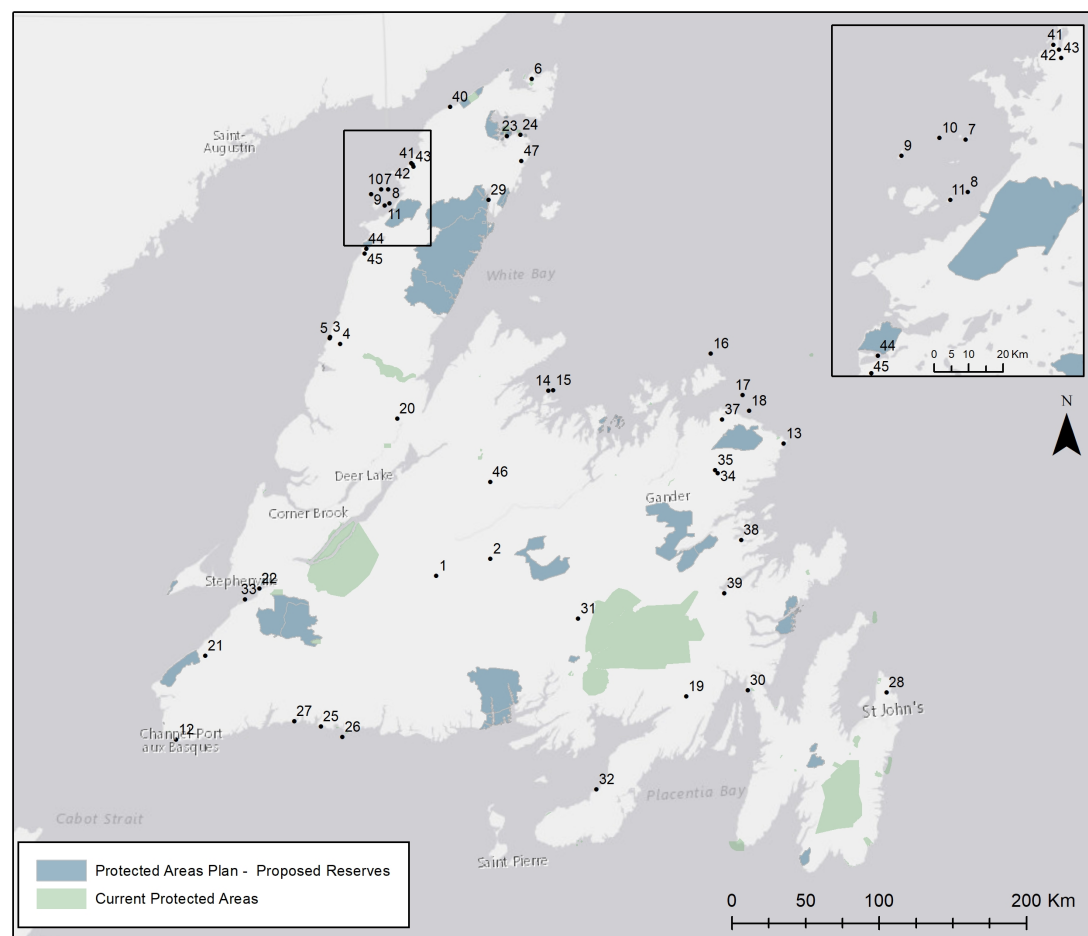 6
40
Saint-
Augustin
23 24
41
43
42
47
107
9
8
11
29
44
45
White Bay
5 3
4
16
14 15
17
18
37
13
20
35
34
46
Deer Lake
Gander
Corner Brook
38
2
1
39
Stephenville
22
33
31
21
19
30
28
St John's
27
25
26
12
Channel-Port
aux Basques
32
Placentia Bay
Cabot Strait
Saint-Pierre
41
42 43
10
7
9
8
11
44
45
0 5 10 20 Km
N
Protected Areas Plan - Proposed Reserves
Current Protected Areas
0 50 100 200 Km